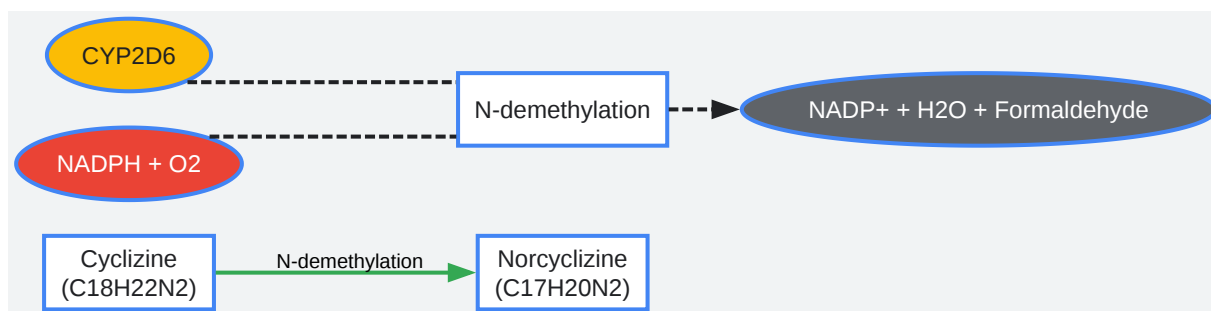 CYP2D6
N-demethylation
NADP+ + H2O + Formaldehyde
NADPH + O2
Cyclizine
(C18H22N2)
N-demethylation
Norcyclizine
(C17H20N2)